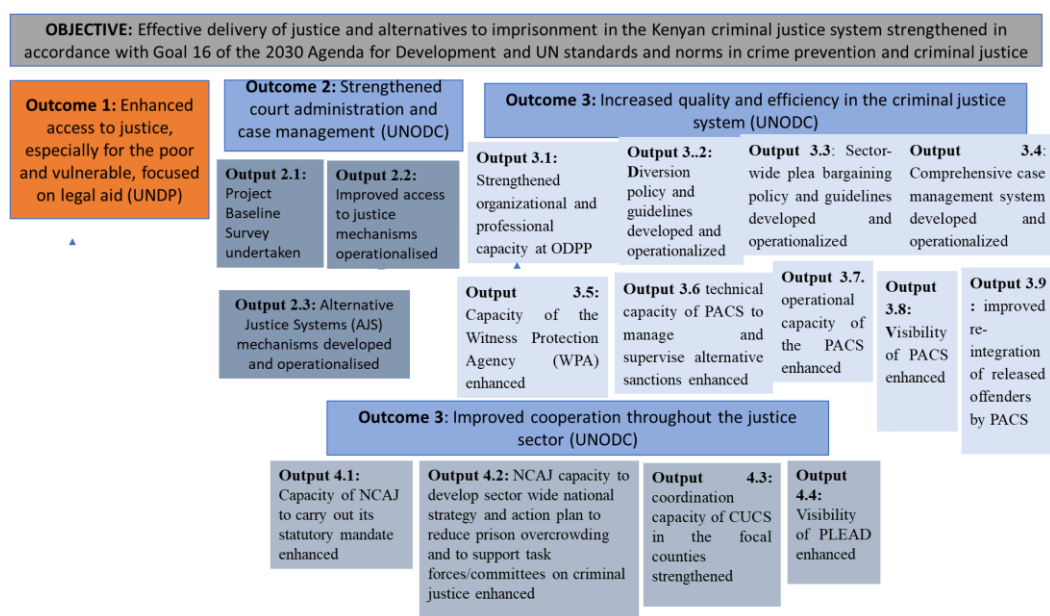 OBJECTIVE: Effective delivery of justice and alternatives to imprisonment in the Kenyan criminal justice system strengthened in
accordance with Goal 16 of the 2030 Agenda for Development and UN standards and norms in crime prevention and criminal justice
Outcome 1: Enhanced
access to justice,
especially for the poor
and vulnerable, focused
on legal aid (UNDP)
Outcome 2: Strengthened
court administration and
case management (UNODC)
Outcome 3: Increased quality and efficiency in the criminal justice
system (UNODC)
Output 2.1:
Project
Baseline
Survey
undertaken
Output 2.2:
Improved access
to justice
mechanisms
operationalised
Output 3.1:
Strengthened
organizational and
professional
capacity at ODPP
Output 3..2:
Diversion
policy and
guidelines
developed and
operationalized
Output 3.3: Sector-
wide plea bargaining
policy and guidelines
developed and
operationalized
Output 3.4:
Comprehensive case
management system
developed and
operationalized
Output 2.3: Alternative
Justice Systems (AJS)
mechanisms developed
and operationalised
Output 3.5:
Capacity of the
Witness Protection
Agency (WPA)
enhanced
Output 3.6 technical
capacity of PACS to
manage and
supervise alternative
sanctions enhanced
Output 3.7.
operational
capacity of
the PACS
enhanced
Output
3.8:
Visibility
of PACS
enhanced
Output 3.9
: improved
re-
integration
of released
offenders
by PACS
Outcome 3: Improved cooperation throughout the justice
sector (UNODC)
Output 4.1:
Capacity of NCAJ
to carry out its
statutory mandate
enhanced
Output 4.2: NCAJ capacity to
develop sector wide national
strategy and action plan to
reduce prison overcrowding
and to support task
forces/committees on criminal
justice enhanced
Output 4.3:
coordination
capacity of CUCS
in the focal
counties
strengthened
Output
4.4:
Visibility
of PLEAD
enhanced